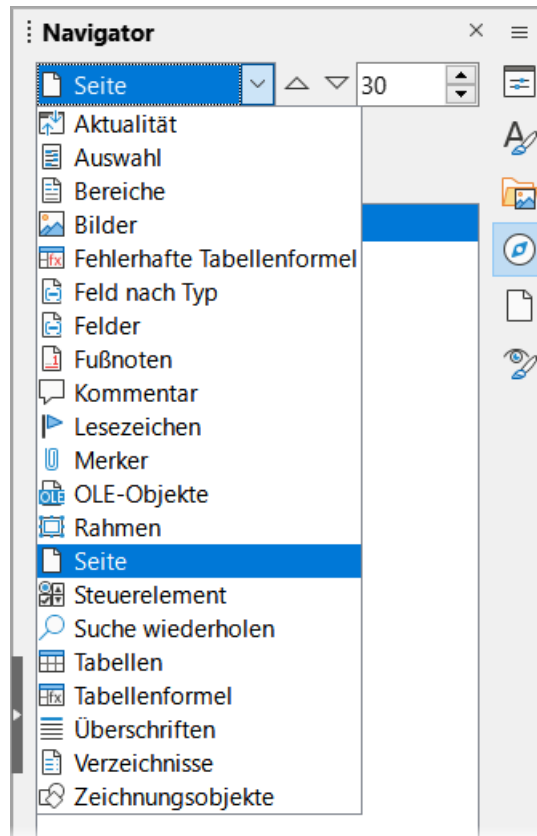 Navigator
Seite 30
Aktualität
Auswahl
Bereiche
Bilder
Fehlerhafte Tabellenformel
Feld nach Typ
Felder
Fußnoten
Kommentar
Lesezeichen
Merker
OLE-Objekte
Rahmen
Seite
Steuerelement
Suche wiederholen
Tabellen
Tabellenformel
Überschriften
Verzeichnisse
Zeichnungsobjekte